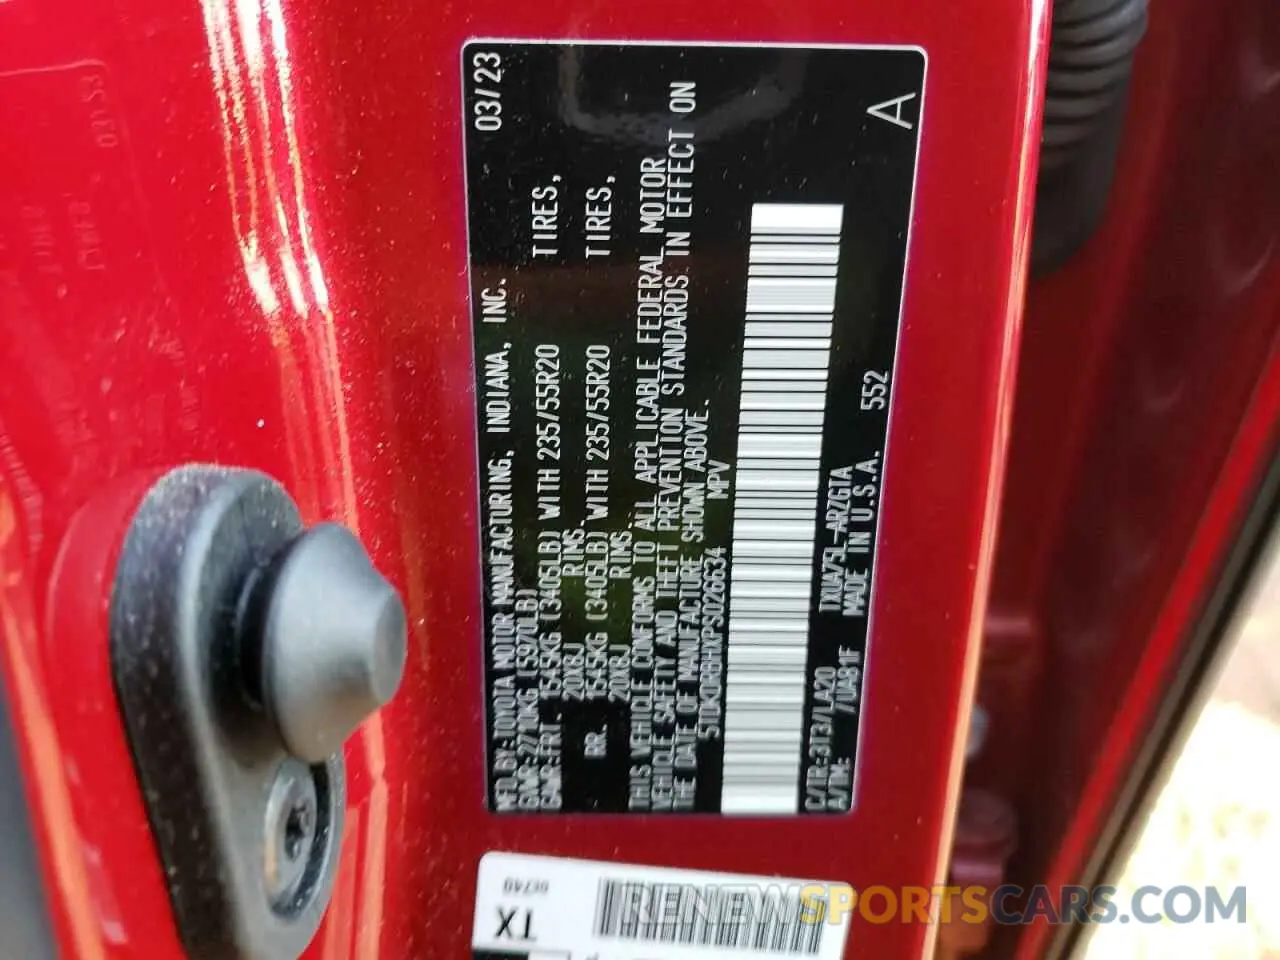 MFD.BY:TOYOTA MOTOR MANUFACTURING, INDIANA, INC. 03/23
GVWR:2710KG (5970LB)
GAWR:FRT. 1545KG (3405LB) WITH 235/55R20 TIRES,
20X8J RIMS.
RR. 1545KG (3405LB) WITH 235/55R20 TIRES,
20X8J RIMS.
THIS VEHICLE CONFORMS TO ALL APPLICABLE FEDERAL MOTOR
VEHICLE SAFETY AND THEFT PREVENTION STANDARDS IN EFFECT ON
THE DATE OF MANUFACTURE SHOWN ABOVE.
5TDKDRBHXPS026634 MPV
C/TR:3T3/LA20 TXUA75L-ARZGTA
A/TM: /UA81F MADE IN U.S.A. 552
A
TX
RENEWSPORTSCARS.COM